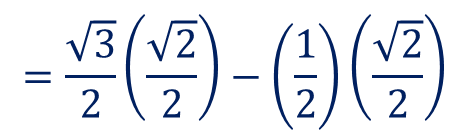 = √3/2 (√2/2) − (1/2) (√2/2)